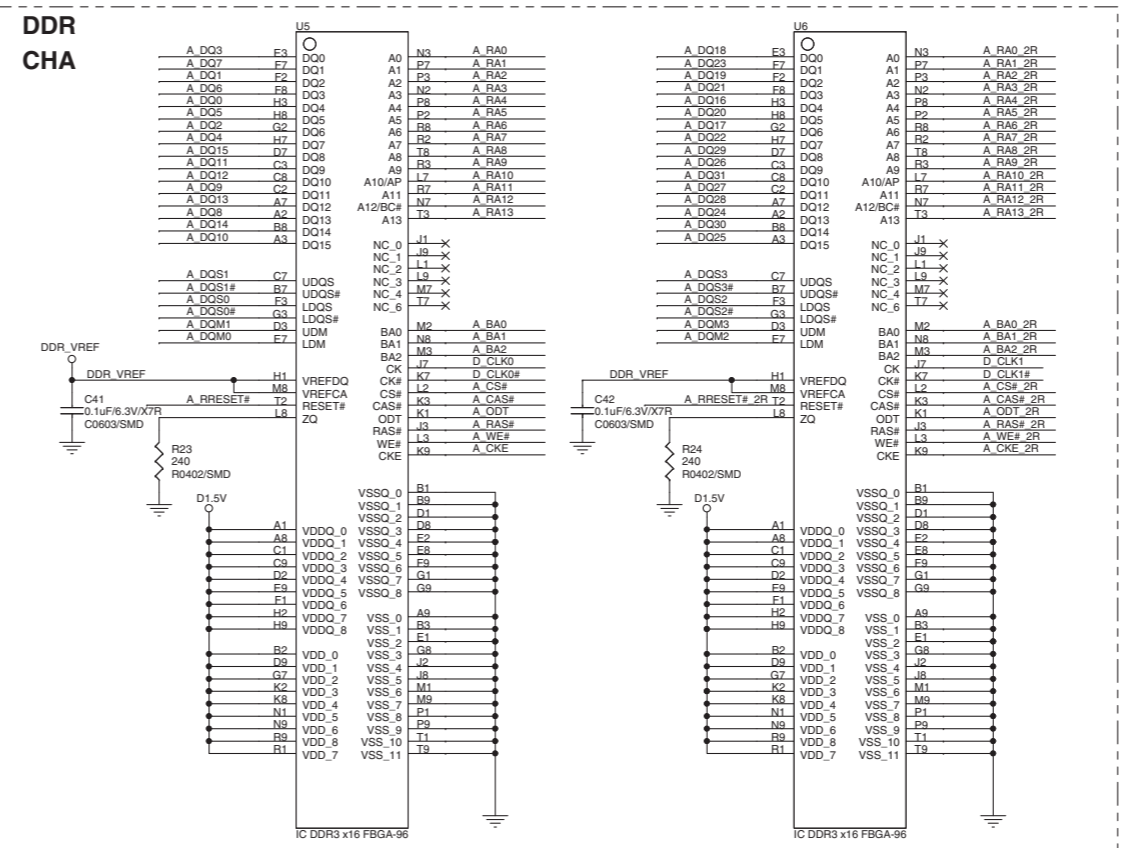 DDR
CHA
U5
A_DQ3 E3 DQ0 A0 N3 A_RA0
A_DQ7 F7 DQ1 A1 P7 A_RA1
A_DQ1 F2 DQ2 A2 P3 A_RA2
A_DQ6 F8 DQ3 A3 N2 A_RA3
A_DQ0 H3 DQ4 A4 P8 A_RA4
A_DQ5 H8 DQ5 A5 P2 A_RA5
A_DQ2 G2 DQ6 A6 R8 A_RA6
A_DQ4 H7 DQ7 A7 R2 A_RA7
A_DQ15 D7 DQ8 A8 T8 A_RA8
A_DQ11 C3 DQ9 A9 R3 A_RA9
A_DQ12 C8 DQ10 A10/AP L7 A_RA10
A_DQ9 C2 DQ11 A11 R7 A_RA11
A_DQ13 A7 DQ12 A12/BC# N7 A_RA12
A_DQ8 A2 DQ13 A13 T3 A_RA13
A_DQ14 B8 DQ14
A_DQ10 A3 DQ15
NC_0 J1
NC_1 J9
NC_2 L1
NC_3 L9
NC_4 M7
NC_6 T7
A_DQS1 C7 UDQS
A_DQS1# B7 UDQS#
A_DQS0 F3 LDQS
A_DQS0# G3 LDQS#
A_DQM1 D3 UDM
A_DQM0 E7 LDM
BA0 M2 A_BA0
BA1 N8 A_BA1
BA2 M3 A_BA2
CK J7 D_CLK0
CK# K7 D_CLK0#
CS# L2 A_CS#
CAS# K3 A_CAS#
ODT K1 A_ODT
RAS# J3 A_RAS#
WE# L3 A_WE#
CKE K9 A_CKE
DDR_VREF
DDR_VREF H1 VREFDQ
M8 VREFCA
A_RRESET# T2 RESET#
L8 ZQ
C41
0.1uF/6.3V/X7R
C0603/SMD
R23
240
R0402/SMD
D1.5V
VSSQ_0 B1
VSSQ_1 B9
VSSQ_2 D1
A1 VDDQ_0 VSSQ_3 D8
A8 VDDQ_1 VSSQ_4 E2
C1 VDDQ_2 VSSQ_5 E8
C9 VDDQ_3 VSSQ_6 F9
D2 VDDQ_4 VSSQ_7 G1
E9 VDDQ_5 VSSQ_8 G9
F1 VDDQ_6
H2 VDDQ_7 VSS_0 A9
H9 VDDQ_8 VSS_1 B3
VSS_2 E1
B2 VDD_0 VSS_3 G8
D9 VDD_1 VSS_4 J2
G7 VDD_2 VSS_5 J8
K2 VDD_3 VSS_6 M1
K8 VDD_4 VSS_7 M9
N1 VDD_5 VSS_8 P1
N9 VDD_6 VSS_9 P9
R9 VDD_8 VSS_10 T1
R1 VDD_7 VSS_11 T9
IC DDR3 x16 FBGA-96
U6
A_DQ18 E3 DQ0 A0 N3 A_RA0_2R
A_DQ23 F7 DQ1 A1 P7 A_RA1_2R
A_DQ19 F2 DQ2 A2 P3 A_RA2_2R
A_DQ21 F8 DQ3 A3 N2 A_RA3_2R
A_DQ16 H3 DQ4 A4 P8 A_RA4_2R
A_DQ20 H8 DQ5 A5 P2 A_RA5_2R
A_DQ17 G2 DQ6 A6 R8 A_RA6_2R
A_DQ22 H7 DQ7 A7 R2 A_RA7_2R
A_DQ29 D7 DQ8 A8 T8 A_RA8_2R
A_DQ26 C3 DQ9 A9 R3 A_RA9_2R
A_DQ31 C8 DQ10 A10/AP L7 A_RA10_2R
A_DQ27 C2 DQ11 A11 R7 A_RA11_2R
A_DQ28 A7 DQ12 A12/BC# N7 A_RA12_2R
A_DQ24 A2 DQ13 A13 T3 A_RA13_2R
A_DQ30 B8 DQ14
A_DQ25 A3 DQ15
NC_0 J1
NC_1 J9
NC_2 L1
NC_3 L9
NC_4 M7
NC_6 T7
A_DQS3 C7 UDQS
A_DQS3# B7 UDQS#
A_DQS2 F3 LDQS
A_DQS2# G3 LDQS#
A_DQM3 D3 UDM
A_DQM2 E7 LDM
BA0 M2 A_BA0_2R
BA1 N8 A_BA1_2R
BA2 M3 A_BA2_2R
CK J7 D_CLK1
CK# K7 D_CLK1#
CS# L2 A_CS#_2R
CAS# K3 A_CAS#_2R
ODT K1 A_ODT_2R
RAS# J3 A_RAS#_2R
WE# L3 A_WE#_2R
CKE K9 A_CKE_2R
DDR_VREF H1 VREFDQ
M8 VREFCA
A_RRESET#_2R T2 RESET#
L8 ZQ
C42
0.1uF/6.3V/X7R
C0603/SMD
R24
240
R0402/SMD
D1.5V
VSSQ_0 B1
VSSQ_1 B9
VSSQ_2 D1
A1 VDDQ_0 VSSQ_3 D8
A8 VDDQ_1 VSSQ_4 E2
C1 VDDQ_2 VSSQ_5 E8
C9 VDDQ_3 VSSQ_6 F9
D2 VDDQ_4 VSSQ_7 G1
E9 VDDQ_5 VSSQ_8 G9
F1 VDDQ_6
H2 VDDQ_7 VSS_0 A9
H9 VDDQ_8 VSS_1 B3
VSS_2 E1
B2 VDD_0 VSS_3 G8
D9 VDD_1 VSS_4 J2
G7 VDD_2 VSS_5 J8
K2 VDD_3 VSS_6 M1
K8 VDD_4 VSS_7 M9
N1 VDD_5 VSS_8 P1
N9 VDD_6 VSS_9 P9
R9 VDD_8 VSS_10 T1
R1 VDD_7 VSS_11 T9
IC DDR3 x16 FBGA-96